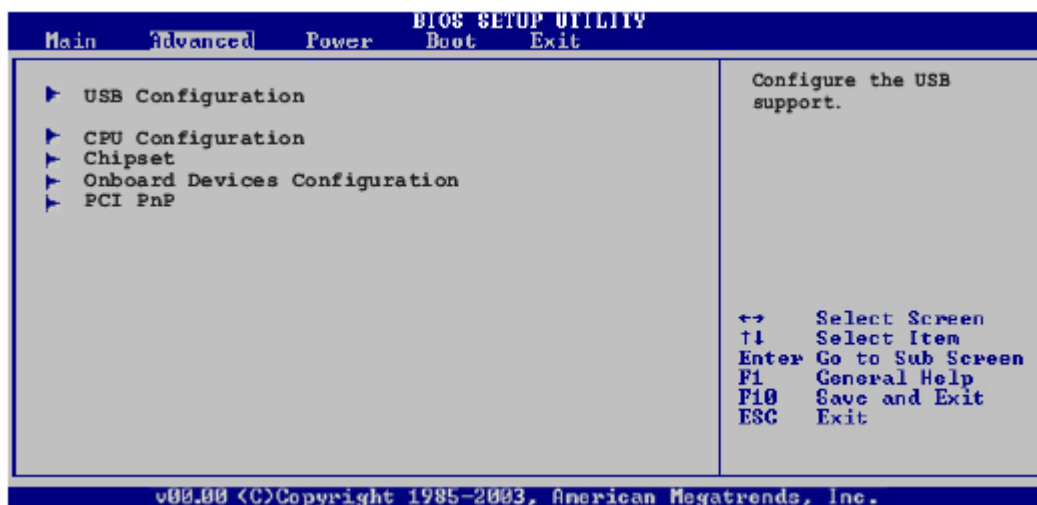 BIOS SETUP UTILITY
Main Advanced Power Boot Exit
USB Configuration
CPU Configuration
Chipset
Onboard Devices Configuration
PCI PnP
Configure the USB
support.
←→ Select Screen
↑↓ Select Item
Enter Go to Sub Screen
F1 General Help
F10 Save and Exit
ESC Exit
v00.00 (C)Copyright 1985-2003, American Megatrends, Inc.